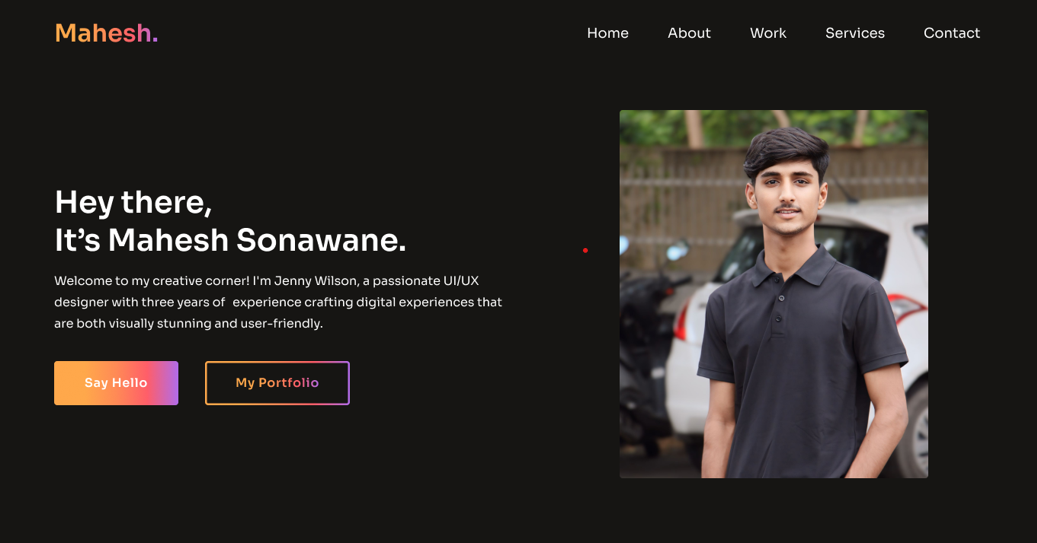 Mahesh.
Home About Work Services Contact
Hey there,
It’s Mahesh Sonawane.
Welcome to my creative corner! I'm Jenny Wilson, a passionate UI/UX
designer with three years of  experience crafting digital experiences that
are both visually stunning and user-friendly.
Say Hello
My Portfolio